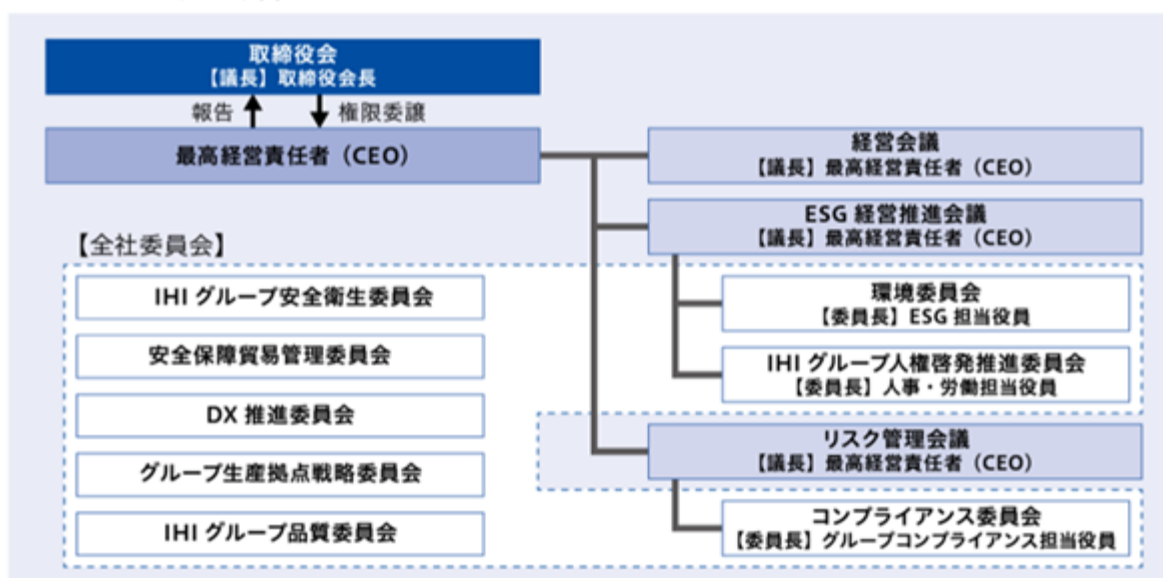 取締役会
【議長】取締役会長
報告
権限委譲
最高経営責任者（CEO）
経営会議
【議長】最高経営責任者（CEO）
ESG 経営推進会議
【議長】最高経営責任者（CEO）
【全社委員会】
IHI グループ安全衛生委員会
安全保障貿易管理委員会
DX 推進委員会
グループ生産拠点戦略委員会
IHI グループ品質委員会
環境委員会
【委員長】ESG 担当役員
IHI グループ人権啓発推進委員会
【委員長】人事・労働担当役員
リスク管理会議
【議長】最高経営責任者（CEO）
コンプライアンス委員会
【委員長】グループコンプライアンス担当役員